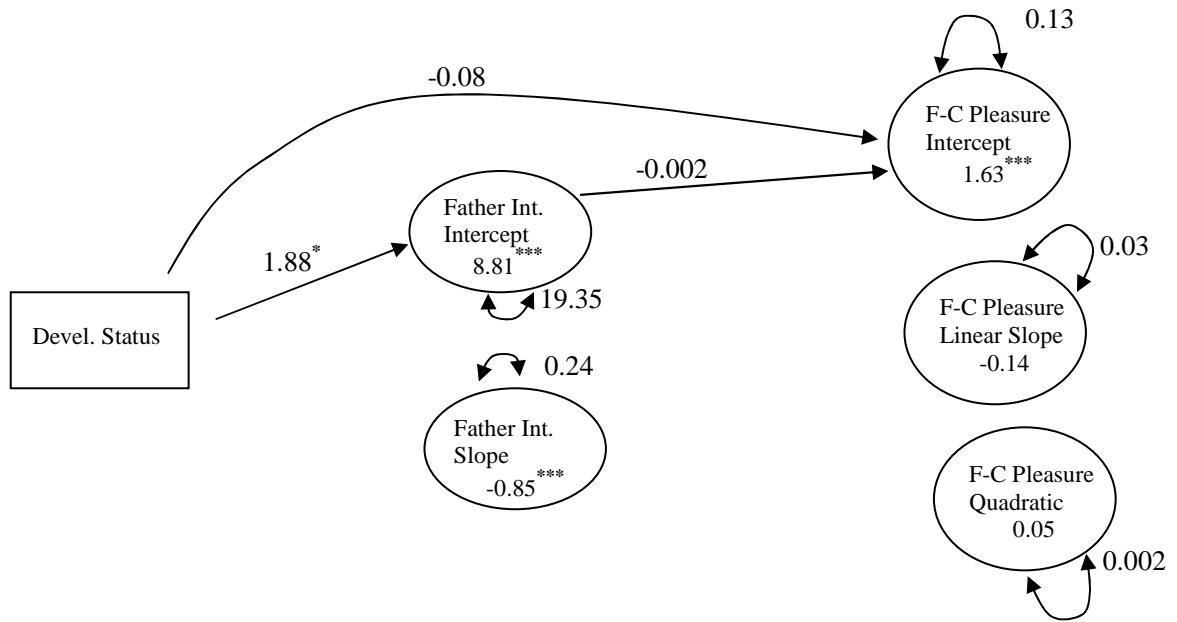 0.13
-0.08
F-C Pleasure
Intercept
1.63***
-0.002
Father Int.
Intercept
8.81***
1.88*
19.35
0.03
F-C Pleasure
Linear Slope
-0.14
Devel. Status
0.24
Father Int.
Slope
-0.85***
F-C Pleasure
Quadratic
0.05
0.002